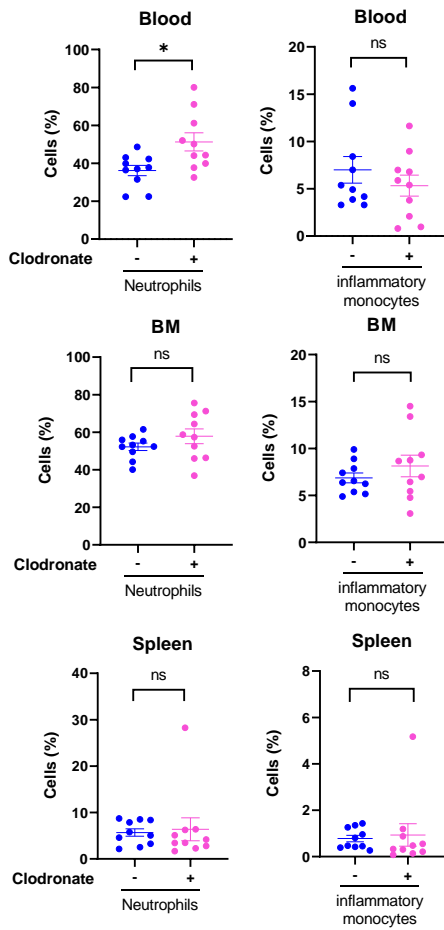 Blood
*
Cells (%)
100
80
60
40
20
0
Clodronate
- +
Neutrophils
Blood
ns
Cells (%)
20
15
10
5
0
- +
inflammatory
monocytes
BM
ns
Cells (%)
100
80
60
40
20
0
Clodronate
- +
Neutrophils
BM
ns
Cells (%)
20
15
10
5
0
- +
inflammatory
monocytes
Spleen
ns
Cells (%)
40
30
20
10
0
Clodronate
- +
Neutrophils
Spleen
ns
Cells (%)
8
6
4
2
0
- +
inflammatory
monocytes